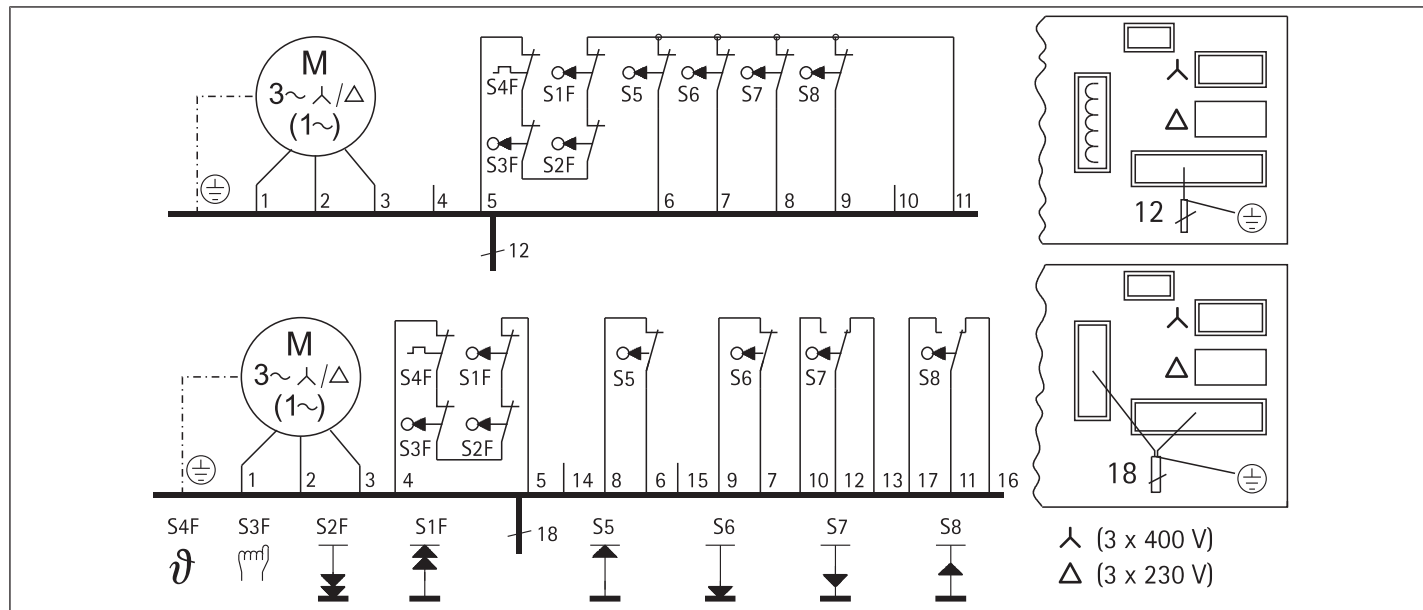 M
3~ ⅄ /△
(1~)
S4F S1F S5 S6 S7 S8
S3F S2F
1 2 3 4 5 6 7 8 9 10 11
12
12
M
3~ ⅄ /△
(1~)
S4F S1F S5 S6 S7 S8
S3F S2F
1 2 3 4 5 14 8 6 15 9 7 10 12 13 17 11 16
18
S4F S3F S2F S1F S5 S6 S7 S8
ϑ
⅄
△
12
⅄
△
18
⅄ (3 x 400 V)
△ (3 x 230 V)